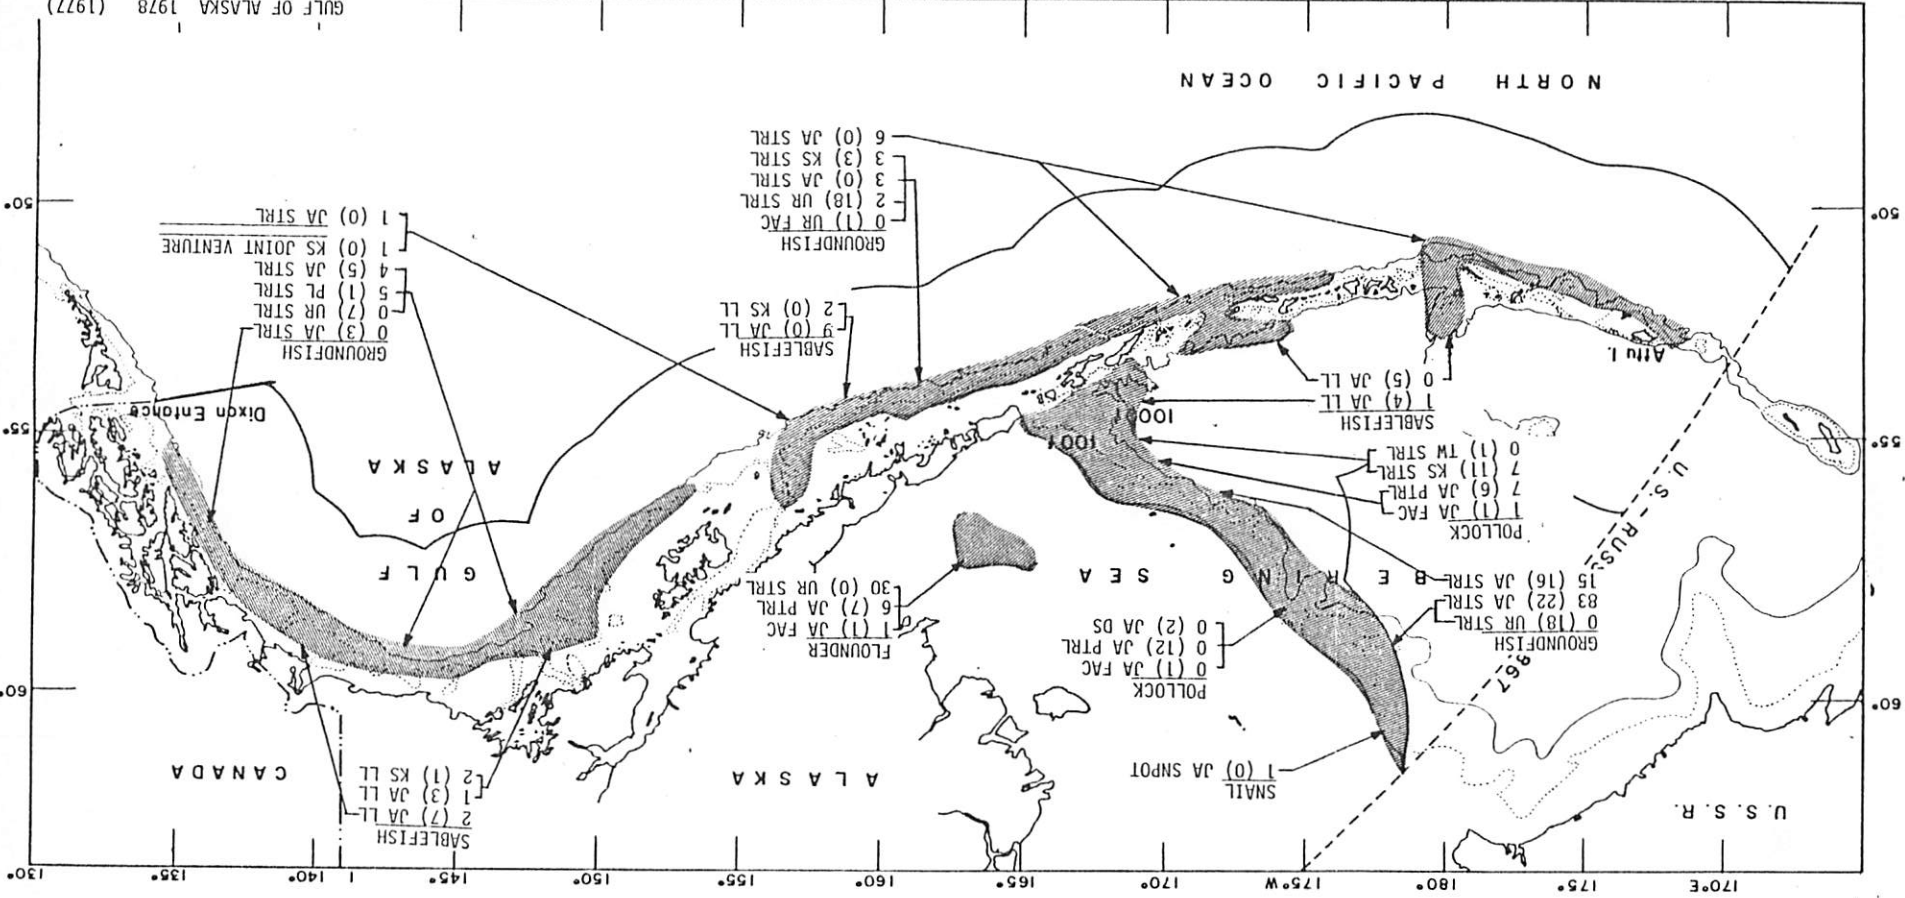 170°E
175°
180°
175°W
170°
165°
160°
155°
150°
145°
140°
135°
130°
U.S.S.R.
SNAIL
1 (0) JA SNPOT
ALASKA
SABLEFISH
2 (7) JA LL
1 (3) JA LL
2 (1) KS LL
CANADA
60°
60°
GROUNDFISH
0 (18) UR STRL
83 (22) JA STRL
15 (16) JA STRL
POLLOCK
0 (1) JA FAC
0 (12) JA PTRL
0 (2) JA DS
FLOUNDER
1 (1) JA FAC
6 (7) JA PTRL
30 (0) UR STRL
BERING SEA
GULF
OF
ALASKA
U.S.-RUSS.
867
POLLOCK
1 (1) JA FAC
7 (6) JA PTRL
7 (11) KS STRL
0 (1) TW STRL
100f
100f
55°
55°
SABLEFISH
1 (4) JA LL
0 (5) JA LL
Dixon Entrance
Attu I.
SABLEFISH
9 (0) JA LL
2 (0) KS LL
GROUNDFISH
0 (3) JA STRL
0 (7) UR STRL
5 (1) PL STRL
4 (5) JA STRL
1 (0) KS JOINT VENTURE
1 (0) JA STRL
GROUNDFISH
0 (1) UR FAC
2 (18) UR STRL
3 (0) JA STRL
3 (3) KS STRL
6 (0) JA STRL
50°
50°
NORTH PACIFIC OCEAN
GULF OF ALASKA 1978 (1977)